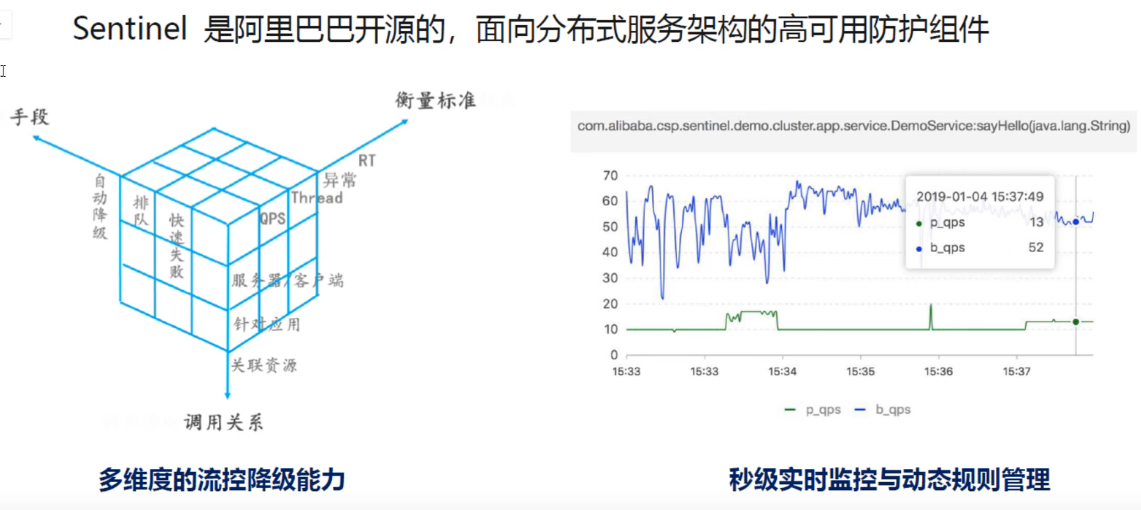 Sentinel 是阿里巴巴开源的，面向分布式服务架构的高可用防护组件
手段
衡量标准
RT
异常
Thread
QPS
自动降级
排队
快速失败
服务器/客户端
针对应用
关联资源
调用关系
多维度的流控降级能力
com.alibaba.csp.sentinel.demo.cluster.app.service.DemoService:sayHello(java.lang.String)
70
60
50
40
30
20
10
0
2019-01-04 15:37:49
p_qps 13
b_qps 52
15:33 15:33 15:34 15:35 15:36 15:37
p_qps b_qps
秒级实时监控与动态规则管理